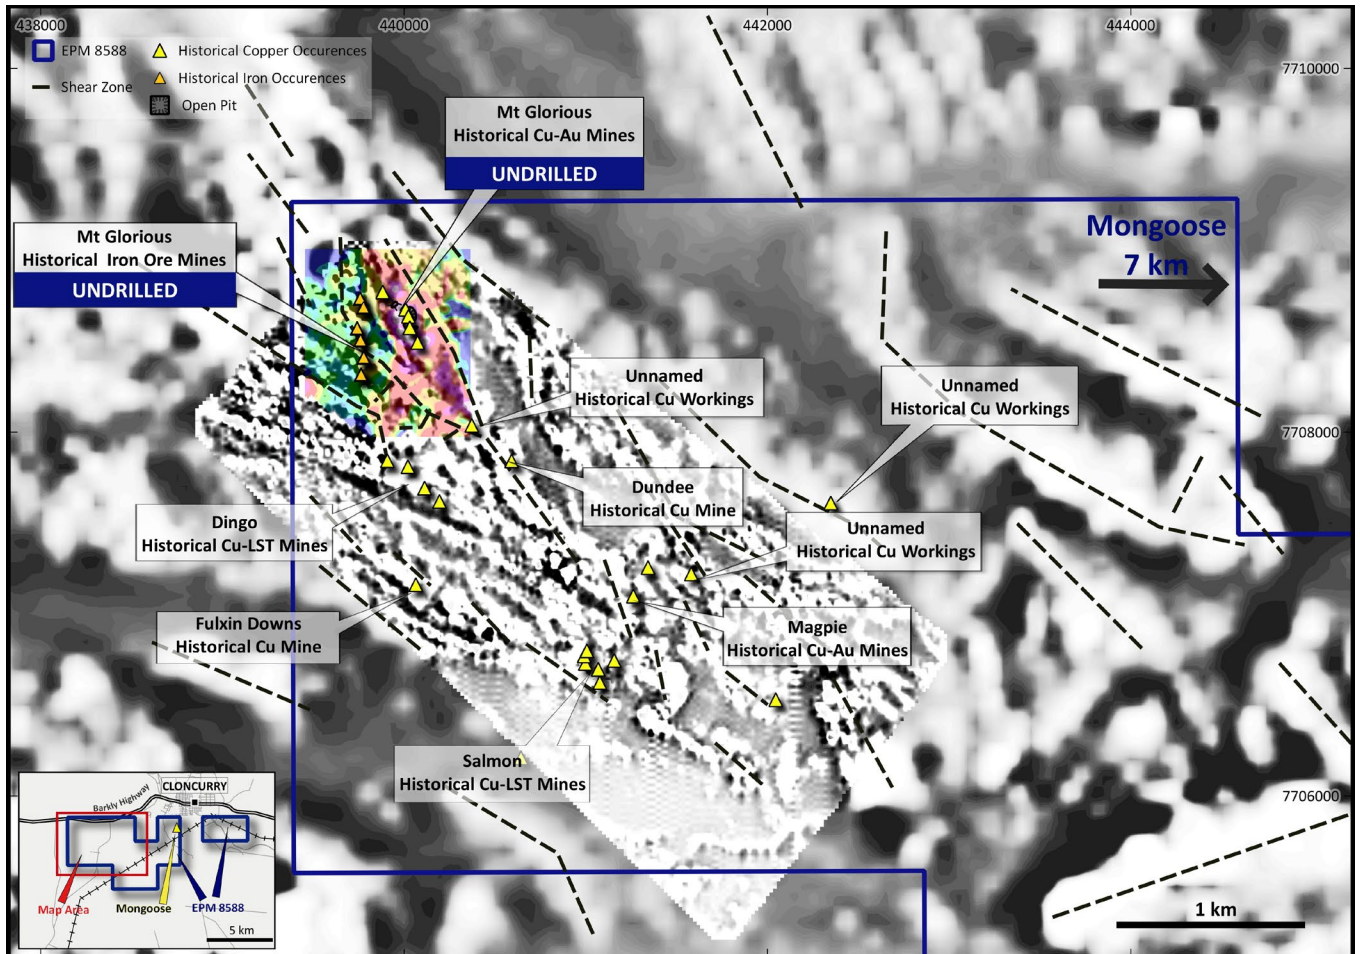 438000
440000
442000
444000
EPM 8588
Historical Copper Occurences
Shear Zone
Historical Iron Occurences
Open Pit
7710000
Mt Glorious
Historical Cu-Au Mines
UNDRILLED
Mt Glorious
Historical Iron Ore Mines
UNDRILLED
Mongoose
7 km
Unnamed
Historical Cu Workings
Unnamed
Historical Cu Workings
7708000
Dundee
Historical Cu Mine
Dingo
Historical Cu-LST Mines
Unnamed
Historical Cu Workings
Fulxin Downs
Historical Cu Mine
Magpie
Historical Cu-Au Mines
Salmon
Historical Cu-LST Mines
7706000
CLONCURRY
Barkly Highway
Map Area
Mongoose
EPM 8588
5 km
1 km